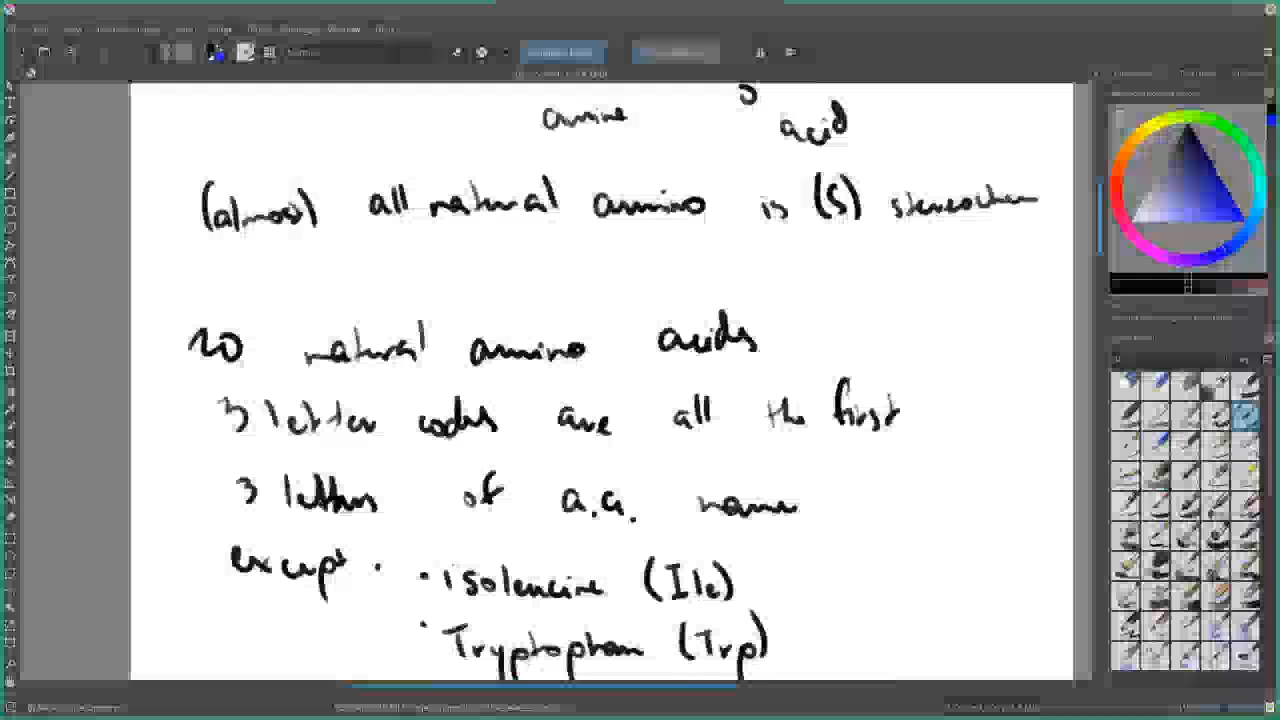 amine
acid
(almost) all natural amino is (S) stereochem
20 natural amino acids
3 letter codes are all the first
3 letters of a.a. name
except • • isoleucine (Ile)
• Tryptophan (Trp)